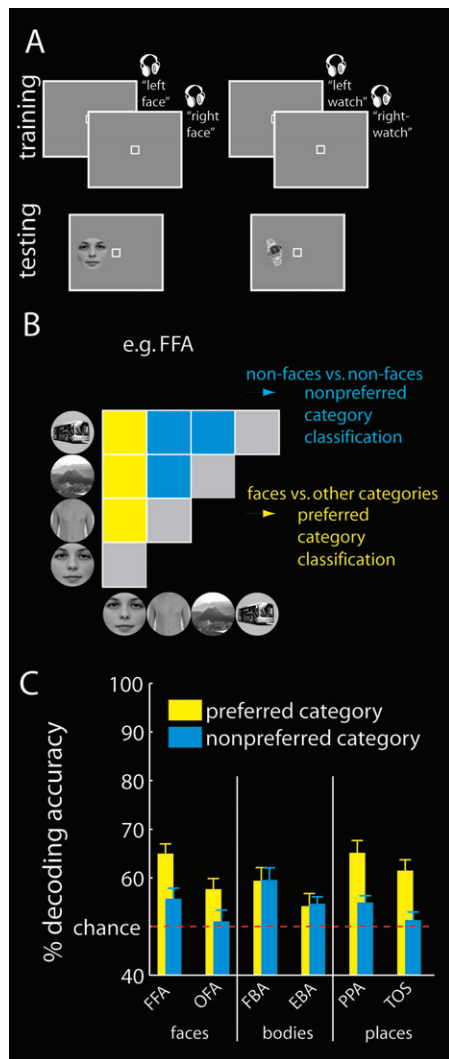 A
training
"left
face"
"right
face"
"left
watch"
"right-
watch"
testing
B
e.g. FFA
non-faces vs. non-faces
nonpreferred
category
classification
faces vs. other categories
preferred
category
classification
C
% decoding accuracy
100
90
80
70
60
chance
40
preferred category
nonpreferred category
FFA
OFA
FBA
EBA
PPA
TOS
faces
bodies
places